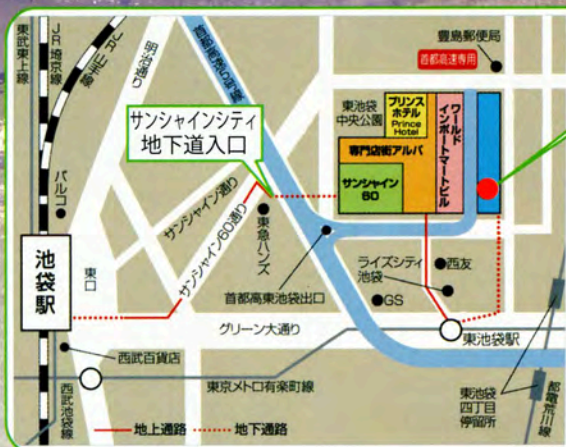 東武東上線
JR埼京線
JR山手線
明治通り
首都高速5号線
豊島郵便局
首都高速専用
サンシャインシティ
地下道入口
東池袋
中央公園
プリンス
ホテル
Prince
Hotel
ワールド
インポートマートビル
専門店街アルパ
サンシャイン
60
パルコ
サンシャイン通り
サンシャイン60通り
東急ハンズ
池袋駅
東口
首都高東池袋出口
ライズシティ
池袋
西友
GS
グリーン大通り
東池袋駅
西武百貨店
東京メトロ有楽町線
西武池袋線
東池袋
四丁目
停留所
都電荒川線
地上通路
地下通路